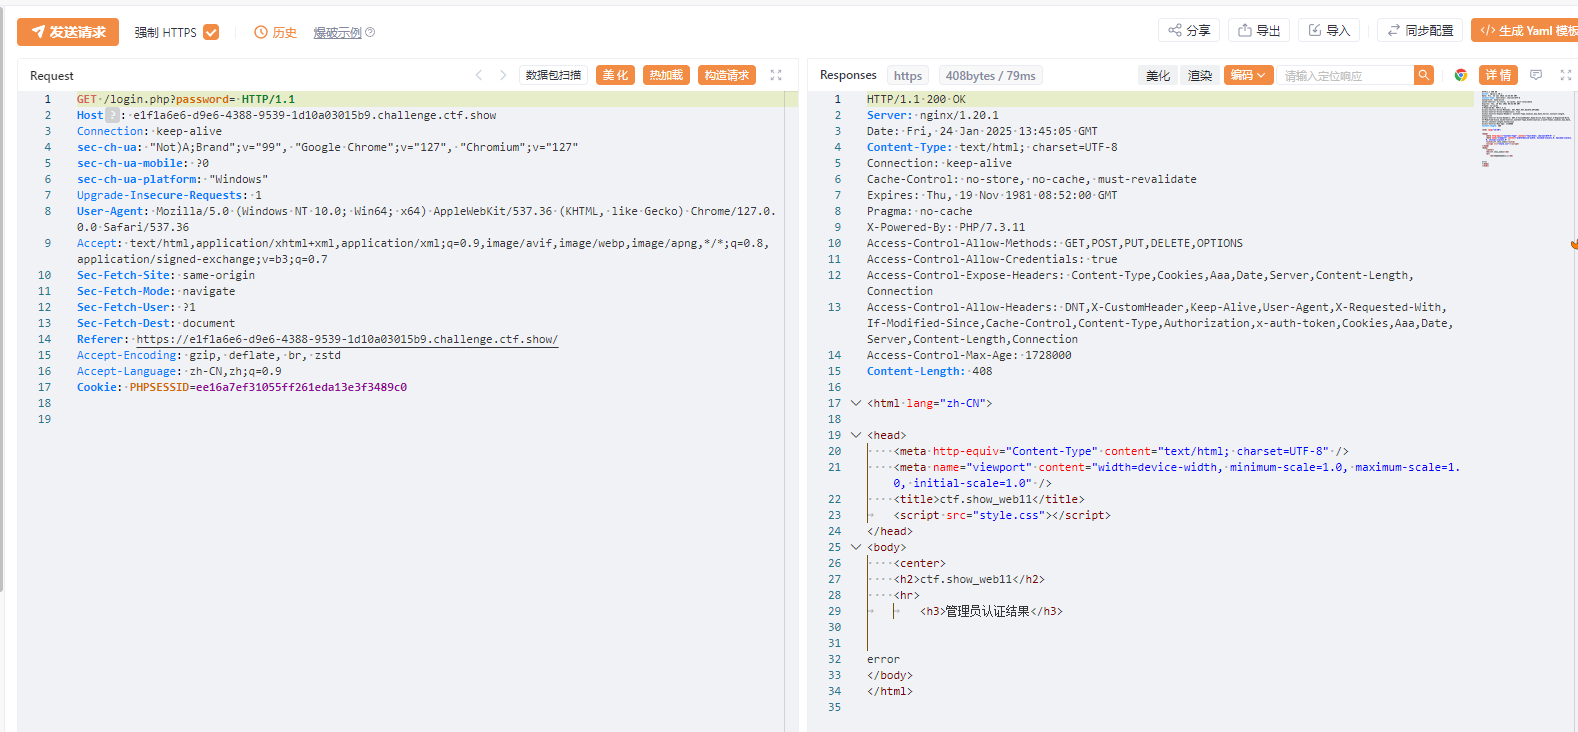 发送请求 强制 HTTPS 历史 爆破示例 分享 导出 导入 同步配置 </> 生成 Yaml 模板
Request 数据包扫描 美化 热加载 构造请求
1 GET /login.php?password= HTTP/1.1
2 Host ? : e1f1a6e6-d9e6-4388-9539-1d10a03015b9.challenge.ctf.show
3 Connection: keep-alive
4 sec-ch-ua: "Not)A;Brand";v="99", "Google Chrome";v="127", "Chromium";v="127"
5 sec-ch-ua-mobile: ?0
6 sec-ch-ua-platform: "Windows"
7 Upgrade-Insecure-Requests: 1
8 User-Agent: Mozilla/5.0 (Windows NT 10.0; Win64; x64) AppleWebKit/537.36 (KHTML, like Gecko) Chrome/127.0.
0.0 Safari/537.36
9 Accept: text/html,application/xhtml+xml,application/xml;q=0.9,image/avif,image/webp,image/apng,*/*;q=0.8,
application/signed-exchange;v=b3;q=0.7
10 Sec-Fetch-Site: same-origin
11 Sec-Fetch-Mode: navigate
12 Sec-Fetch-User: ?1
13 Sec-Fetch-Dest: document
14 Referer: https://e1f1a6e6-d9e6-4388-9539-1d10a03015b9.challenge.ctf.show/
15 Accept-Encoding: gzip, deflate, br, zstd
16 Accept-Language: zh-CN,zh;q=0.9
17 Cookie: PHPSESSID=ee16a7ef31055ff261eda13e3f3489c0
18
19
Responses https 408bytes / 79ms 美化 渲染 编码 请输入定位响应 详情
1 HTTP/1.1 200 OK
2 Server: nginx/1.20.1
3 Date: Fri, 24 Jan 2025 13:45:05 GMT
4 Content-Type: text/html; charset=UTF-8
5 Connection: keep-alive
6 Cache-Control: no-store, no-cache, must-revalidate
7 Expires: Thu, 19 Nov 1981 08:52:00 GMT
8 Pragma: no-cache
9 X-Powered-By: PHP/7.3.11
10 Access-Control-Allow-Methods: GET,POST,PUT,DELETE,OPTIONS
11 Access-Control-Allow-Credentials: true
12 Access-Control-Expose-Headers: Content-Type,Cookies,Aaa,Date,Server,Content-Length,
Connection
13 Access-Control-Allow-Headers: DNT,X-CustomHeader,Keep-Alive,User-Agent,X-Requested-With,
If-Modified-Since,Cache-Control,Content-Type,Authorization,x-auth-token,Cookies,Aaa,Date,
Server,Content-Length,Connection
14 Access-Control-Max-Age: 1728000
15 Content-Length: 408
16
17 <html lang="zh-CN">
18
19 <head>
20 <meta http-equiv="Content-Type" content="text/html; charset=UTF-8" />
21 <meta name="viewport" content="width=device-width, minimum-scale=1.0, maximum-scale=1.
0, initial-scale=1.0" />
22 <title>ctf.show_web11</title>
23 <script src="style.css"></script>
24 </head>
25 <body>
26 <center>
27 <h2>ctf.show_web11</h2>
28 <hr>
29 <h3>管理员认证结果</h3>
30
31
32 error
33 </body>
34 </html>
35